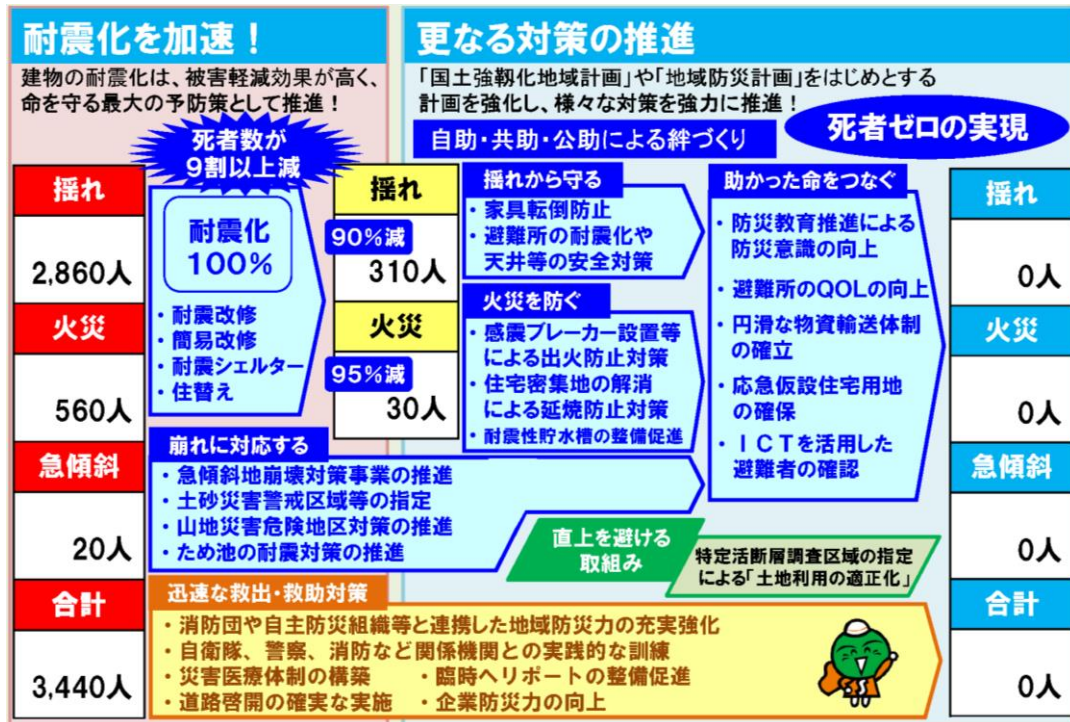 耐震化を加速！
建物の耐震化は、被害軽減効果が高く、
命を守る最大の予防策として推進！
死者数が
９割以上減
揺れ
2,860人
火災
560人
急傾斜
20人
合計
3,440人
耐震化
100%
・耐震改修
・簡易改修
・耐震シェルター
・住替え
揺れ
90%減
310人
火災
95%減
30人
更なる対策の推進
「国土強靱化地域計画」や「地域防災計画」をはじめとする
計画を強化し、様々な対策を強力に推進！
自助・共助・公助による絆づくり
死者ゼロの実現
揺れから守る
・家具転倒防止
・避難所の耐震化や
天井等の安全対策
火災を防ぐ
・感震ブレーカー設置等
による出火防止対策
・住宅密集地の解消
による延焼防止対策
・耐震性貯水槽の整備促進
助かった命をつなぐ
・防災教育推進による
防災意識の向上
・避難所のQOLの向上
・円滑な物資輸送体制
の確立
・応急仮設住宅用地
の確保
・ＩＣＴを活用した
避難者の確認
崩れに対応する
・急傾斜地崩壊対策事業の推進
・土砂災害警戒区域等の指定
・山地災害危険地区対策の推進
・ため池の耐震対策の推進
直上を避ける
取組み
特定活断層調査区域の指定
による「土地利用の適正化」
迅速な救出・救助対策
・消防団や自主防災組織等と連携した地域防災力の充実強化
・自衛隊、警察、消防など関係機関との実践的な訓練
・災害医療体制の構築　・臨時ヘリポートの整備促進
・道路啓開の確実な実施　・企業防災力の向上
揺れ
0人
火災
0人
急傾斜
0人
合計
0人